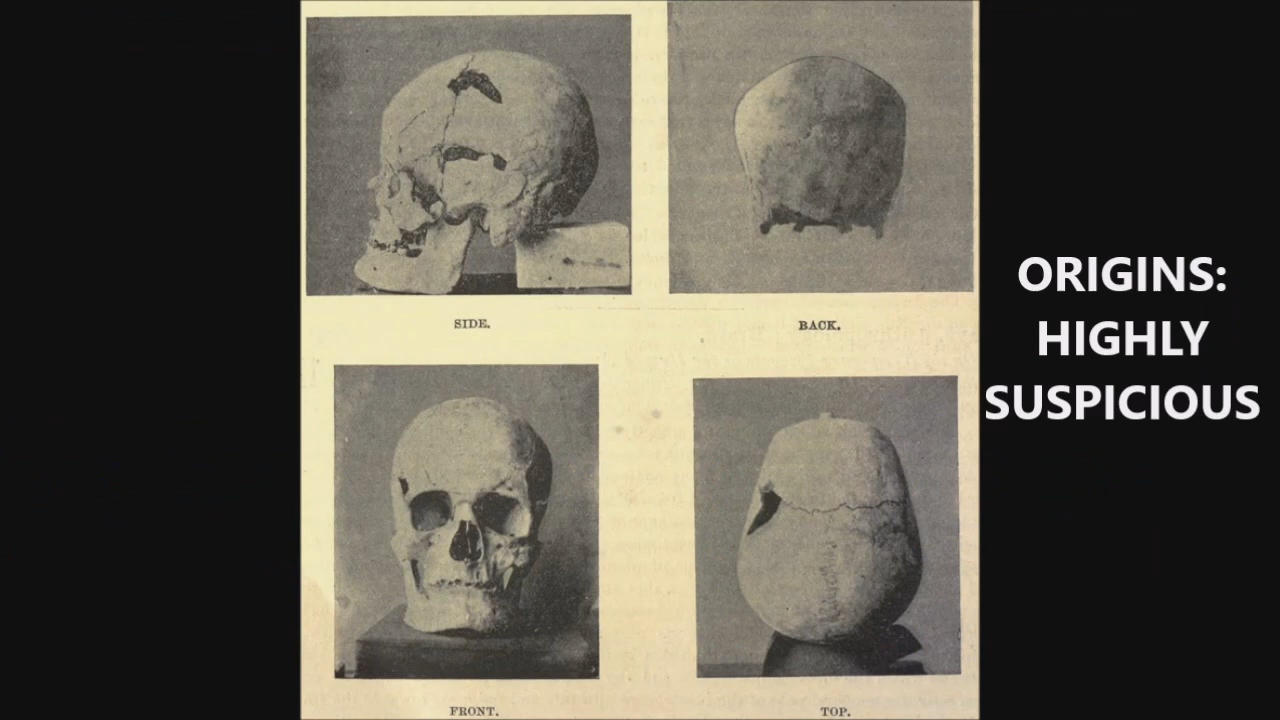 SIDE.
BACK.
FRONT.
TOP.
ORIGINS:
HIGHLY
SUSPICIOUS